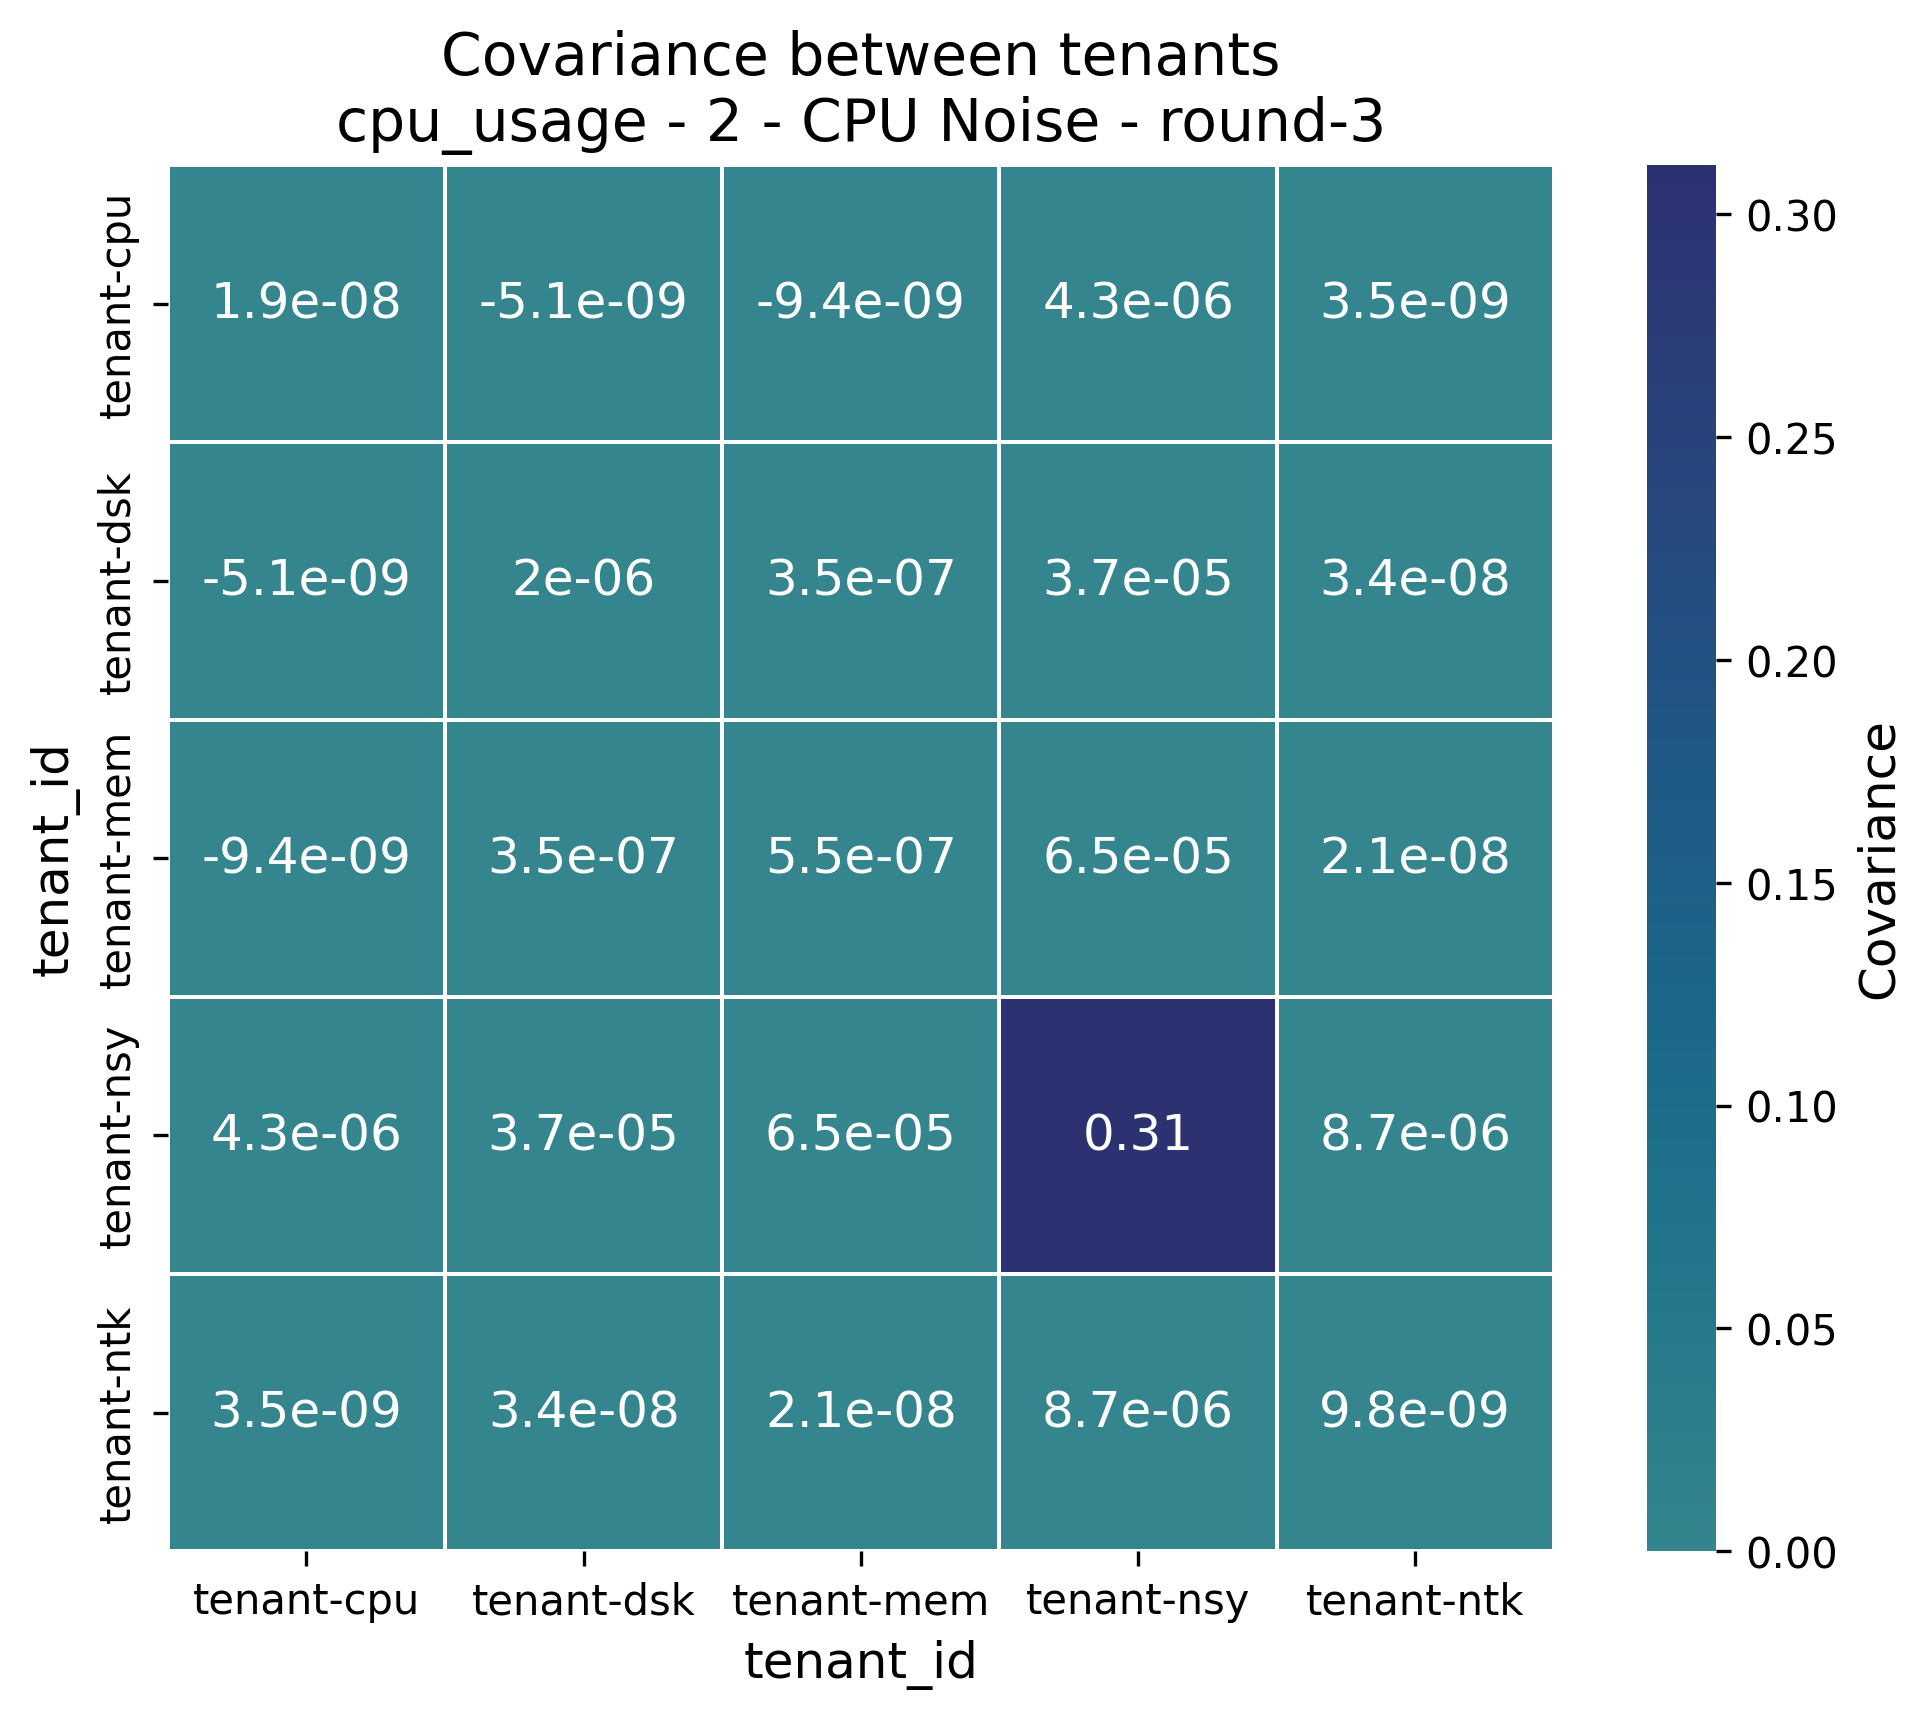 Covariance between tenants
cpu_usage - 2 - CPU Noise - round-3
tenant_id
tenant-cpu
1.9e-08 -5.1e-09 -9.4e-09 4.3e-06 3.5e-09
tenant-dsk
-5.1e-09 2e-06 3.5e-07 3.7e-05 3.4e-08
tenant-mem
-9.4e-09 3.5e-07 5.5e-07 6.5e-05 2.1e-08
tenant-nsy
4.3e-06 3.7e-05 6.5e-05 0.31 8.7e-06
tenant-ntk
3.5e-09 3.4e-08 2.1e-08 8.7e-06 9.8e-09
tenant-cpu tenant-dsk tenant-mem tenant-nsy tenant-ntk
tenant_id
0.30
0.25
0.20
0.15
0.10
0.05
0.00
Covariance